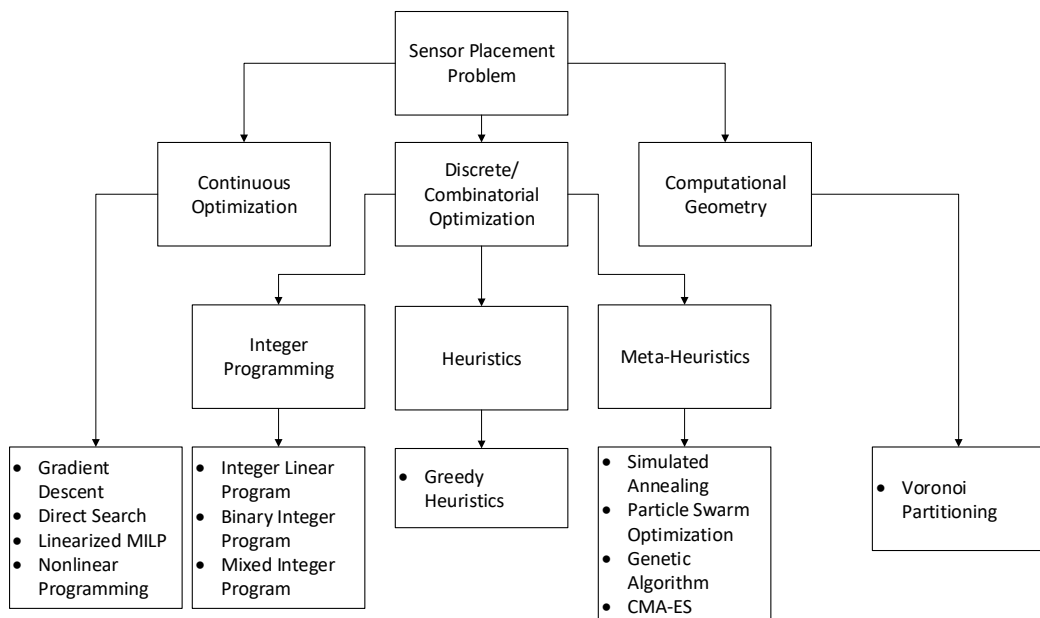 Sensor Placement
Problem
Continuous
Optimization
Discrete/
Combinatorial
Optimization
Computational
Geometry
Integer
Programming
Heuristics
Meta-Heuristics
• Gradient
Descent
• Direct Search
• Linearized MILP
• Nonlinear
Programming
• Integer Linear
Program
• Binary Integer
Program
• Mixed Integer
Program
• Greedy
Heuristics
• Simulated
Annealing
• Particle Swarm
Optimization
• Genetic
Algorithm
• CMA-ES
• Voronoi
Partitioning